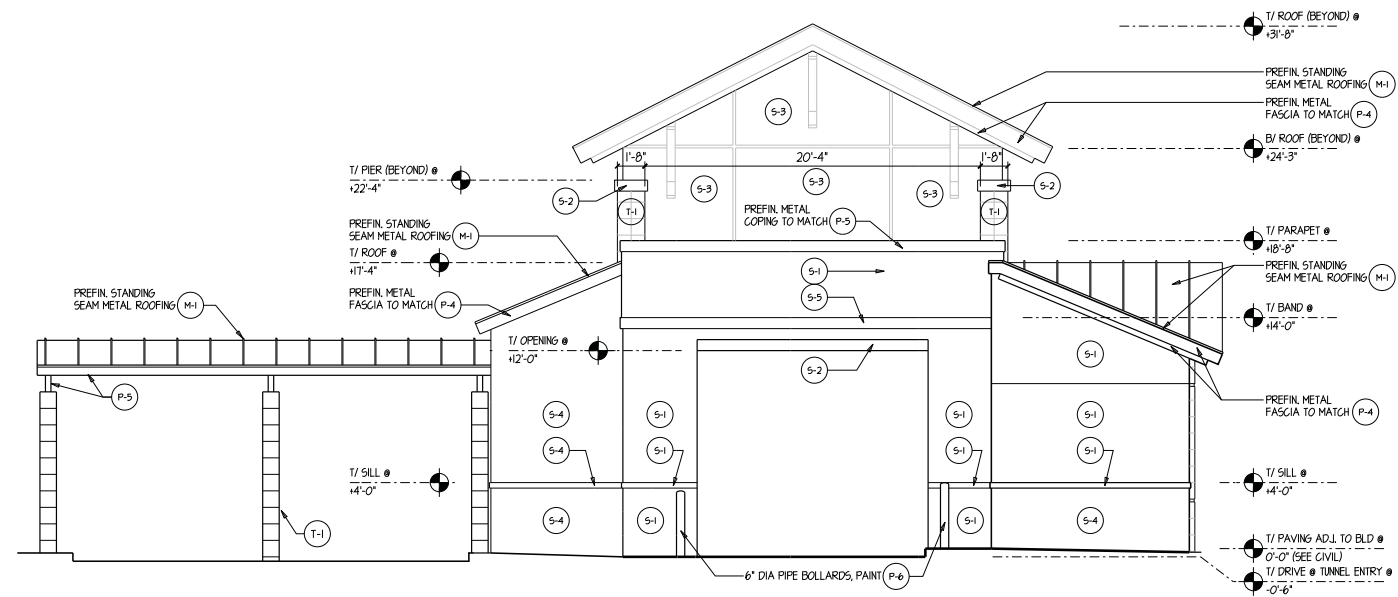 T/ ROOF (BEYOND) @
+31'-8"
PREFIN. STANDING
SEAM METAL ROOFING M-1
PREFIN. METAL
FASCIA TO MATCH P-4
S-3
B/ ROOF (BEYOND) @
+24'-3"
1'-8" 20'-4" 1'-8"
T/ PIER (BEYOND) @
+22'-4"
S-2 S-3 S-3 S-3 S-2
T-1 T-1
PREFIN. METAL
COPING TO MATCH P-5
PREFIN. STANDING
SEAM METAL ROOFING M-1
T/ ROOF @
+17'-4"
T/ PARAPET @
+18'-8"
PREFIN. STANDING
SEAM METAL ROOFING M-1
S-1
S-5
PREFIN. METAL
FASCIA TO MATCH P-4
PREFIN. STANDING
SEAM METAL ROOFING M-1
T/ BAND @
+14'-0"
T/ OPENING @
+12'-0"
S-2
S-1
P-5
PREFIN. METAL
FASCIA TO MATCH P-4
S-4 S-1 S-1 S-1
S-4 S-1 S-1 S-1
T/ SILL @
+4'-0"
T/ SILL @
+4'-0"
T-1
S-4 S-1 S-1 S-4
T/ PAVING ADJ. TO BLD @
0'-0" (SEE CIVIL)
T/ DRIVE @ TUNNEL ENTRY @
-0'-6"
6" DIA PIPE BOLLARDS, PAINT P-6